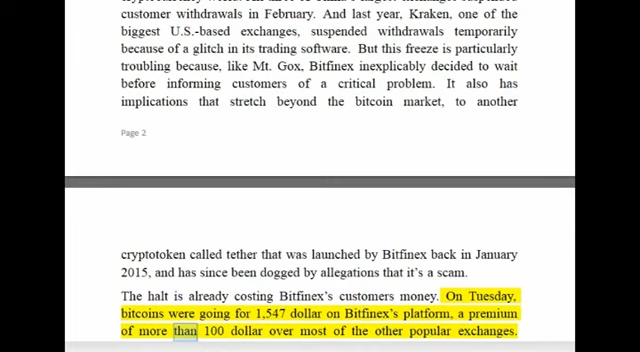 customer withdrawals in February. And last year, Kraken, one of the
biggest U.S.-based exchanges, suspended withdrawals temporarily
because of a glitch in its trading software. But this freeze is particularly
troubling because, like Mt. Gox, Bitfinex inexplicably decided to wait
before informing customers of a critical problem. It also has
implications that stretch beyond the bitcoin market, to another
Page 2
cryptotoken called tether that was launched by Bitfinex back in January
2015, and has since been dogged by allegations that it's a scam.
The halt is already costing Bitfinex's customers money. On Tuesday,
bitcoins were going for 1,547 dollar on Bitfinex's platform, a premium
of more than 100 dollar over most of the other popular exchanges.